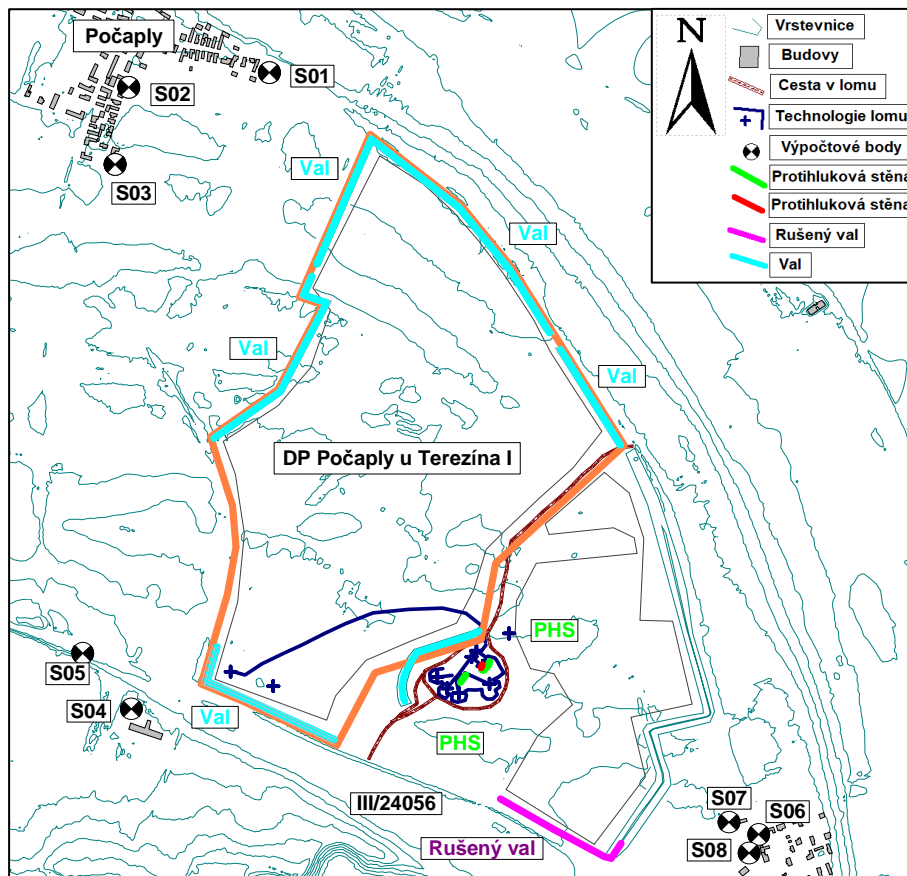 Počaply
S01
S02
S03
N
Vrstevnice
Budovy
Cesta v lomu
Technologie lomu
Výpočtové body
Protihluková stěna
Protihluková stěna
Rušený val
Val
Val
Val
Val
Val
DP Počaply u Terezína I
PHS
S05
S04
Val
PHS
III/24056
Rušený val
S07
S06
S08